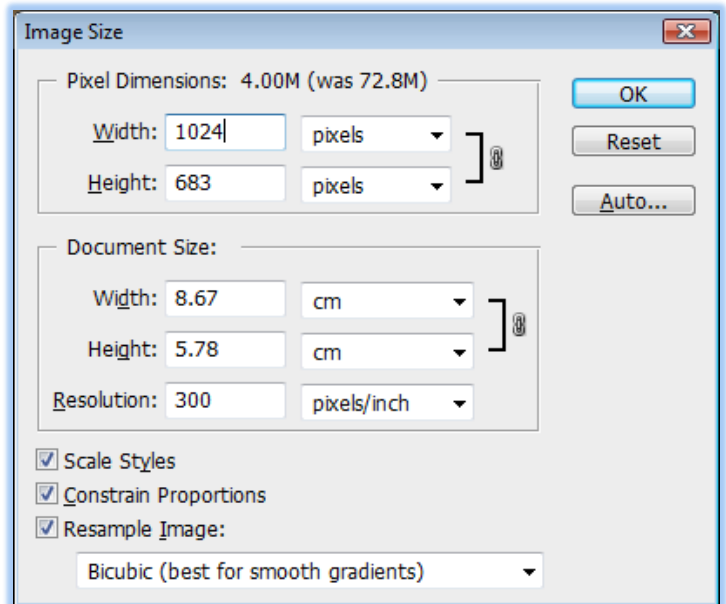 Image Size
Pixel Dimensions: 4.00M (was 72.8M)
OK
Width: 1024 pixels
Reset
Height: 683 pixels
Auto...
Document Size:
Width: 8.67 cm
Height: 5.78 cm
Resolution: 300 pixels/inch
Scale Styles
Constrain Proportions
Resample Image:
Bicubic (best for smooth gradients)